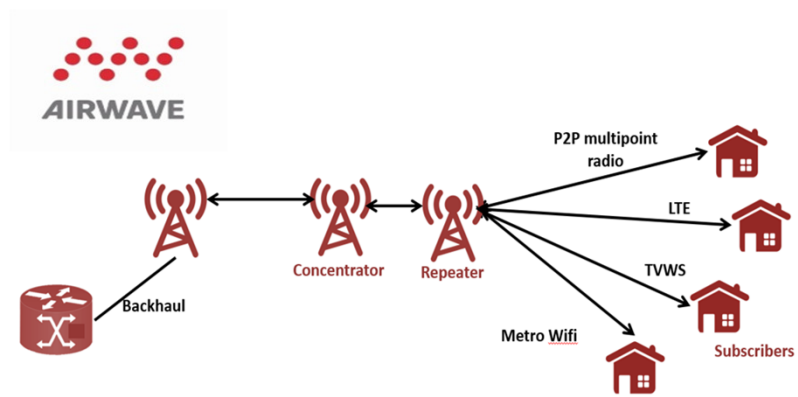 AIRWAVE
P2P multipoint
radio
LTE
Concentrator
Repeater
TVWS
Backhaul
Metro Wifi
Subscribers